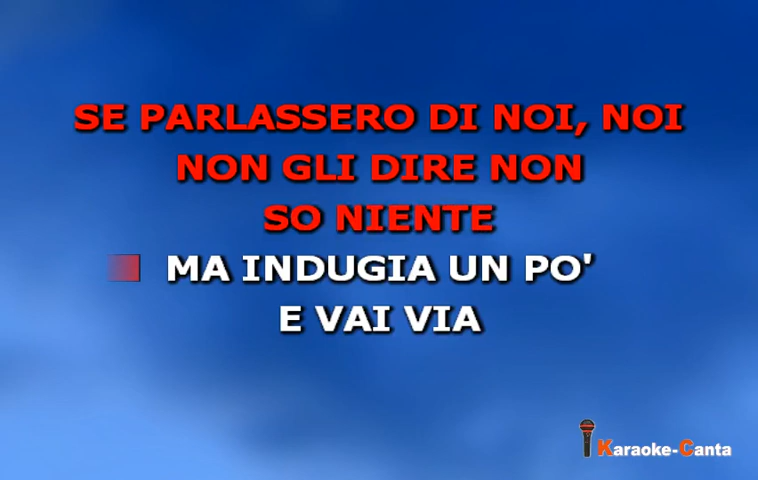 SE PARLASSERO DI NOI, NOI
NON GLI DIRE NON
SO NIENTE
MA INDUGIA UN PO'
E VAI VIA
Karaoke-Canta